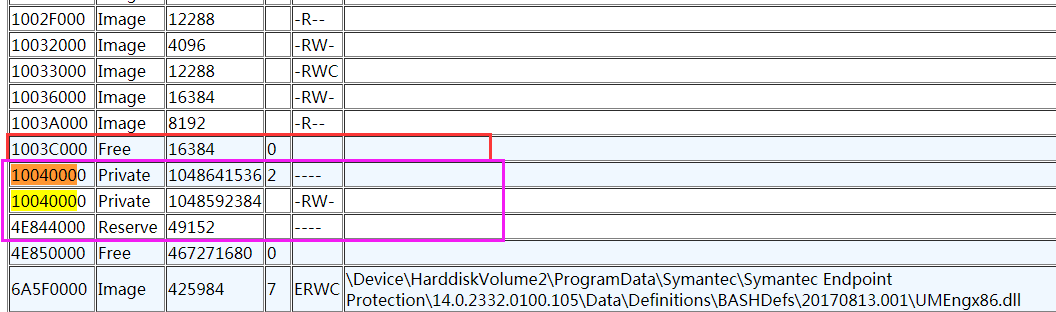 1002F000 Image 12288 -R--
10032000 Image 4096 -RW-
10033000 Image 12288 -RWC
10036000 Image 16384 -RW-
1003A000 Image 8192 -R--
1003C000 Free 16384 0
10040000 Private 1048641536 2 ----
10040000 Private 1048592384 -RW-
4E844000 Reserve 49152 ----
4E850000 Free 467271680 0
6A5F0000 Image 425984 7 ERWC \Device\HarddiskVolume2\ProgramData\Symantec\Symantec Endpoint
Protection\14.0.2332.0100.105\Data\Definitions\BASHDefs\20170813.001\UMEngx86.dll